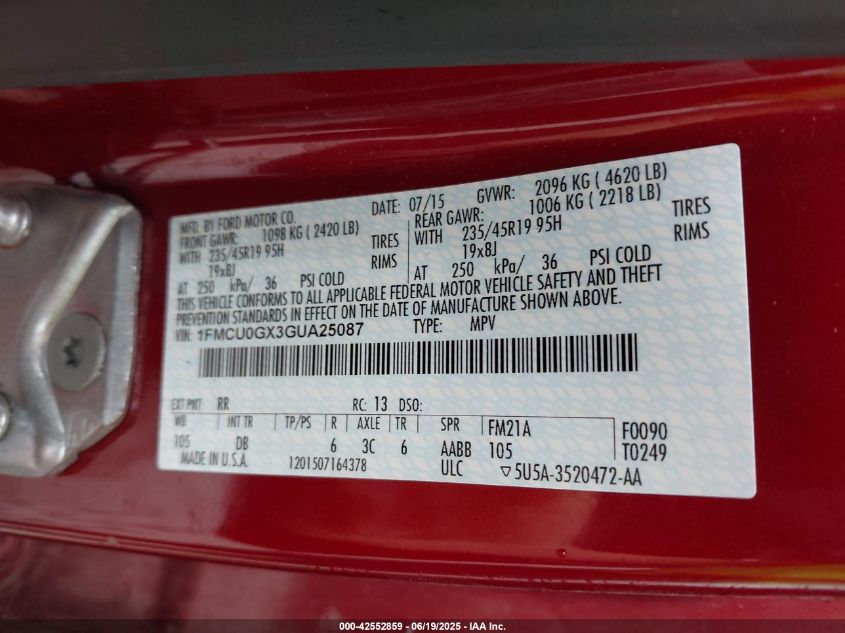 MFD. BY FORD MOTOR CO.
DATE: 07/15 GVWR: 2096 KG ( 4620 LB)
FRONT GAWR: 1098 KG ( 2420 LB)
REAR GAWR: 1006 KG ( 2218 LB)
WITH 235/45R19 95H TIRES
WITH 235/45R19 95H TIRES
19x8J RIMS
19x8J RIMS
AT 250 kPa/ 36 PSI COLD
AT 250 kPa/ 36 PSI COLD
THIS VEHICLE CONFORMS TO ALL APPLICABLE FEDERAL MOTOR VEHICLE SAFETY AND THEFT
PREVENTION STANDARDS IN EFFECT ON THE DATE OF MANUFACTURE SHOWN ABOVE.
VIN: 1FMCU0GX3GUA25087 TYPE: MPV
EXT PNT: RR RC: 13 DSO:
WB INT TR TP/PS R AXLE TR SPR FM21A F0090
105 DB 6 3C 6 AABB 105 T0249
MADE IN U.S.A. 1201507164378 ULC ▽5U5A-3520472-AA
000-42552859 - 06/19/2025 - IAA Inc.